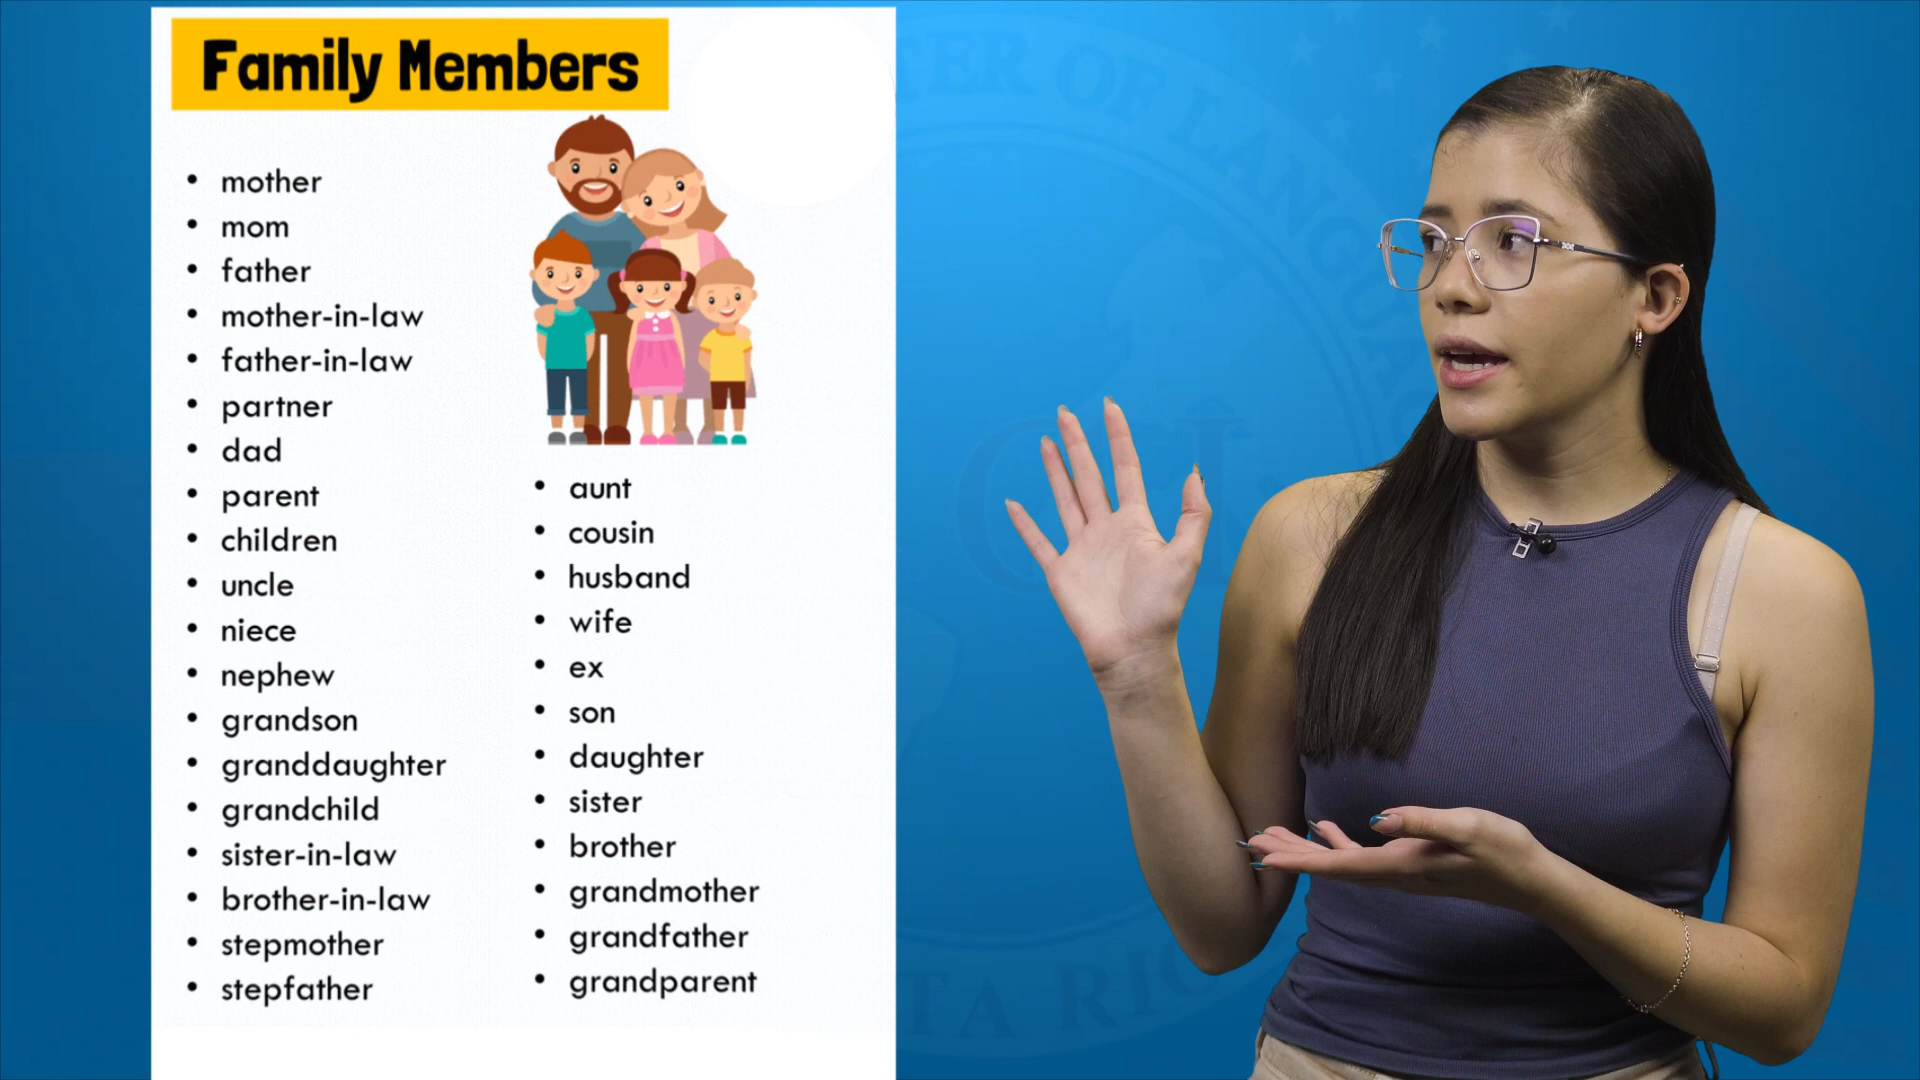 Family Members
• mother
• mom
• father
• mother-in-law
• father-in-law
• partner
• dad
• parent
• children
• uncle
• niece
• nephew
• grandson
• granddaughter
• grandchild
• sister-in-law
• brother-in-law
• stepmother
• stepfather
• aunt
• cousin
• husband
• wife
• ex
• son
• daughter
• sister
• brother
• grandmother
• grandfather
• grandparent
OF